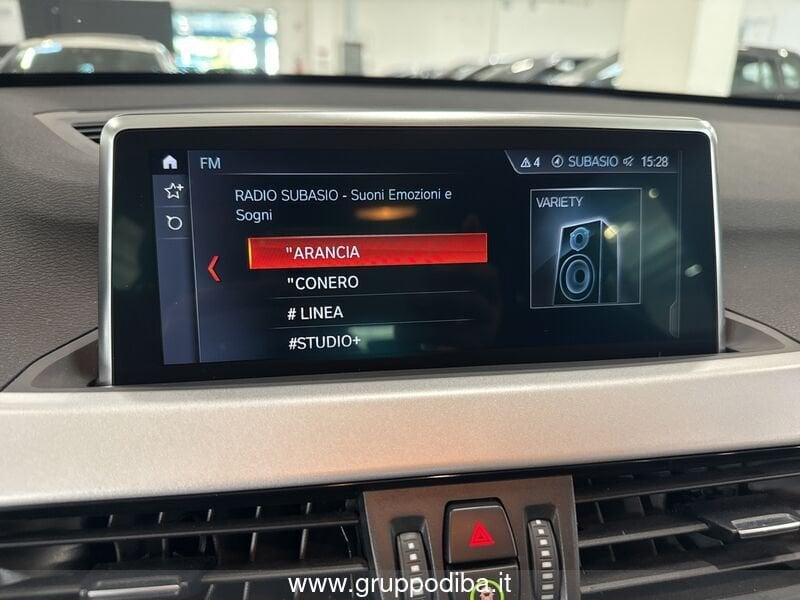 FM
4 SUBASIO 15:28
RADIO SUBASIO - Suoni Emozioni e
Sogni
VARIETY
"ARANCIA
"CONERO
# LINEA
#STUDIO+
www.gruppodiba.it